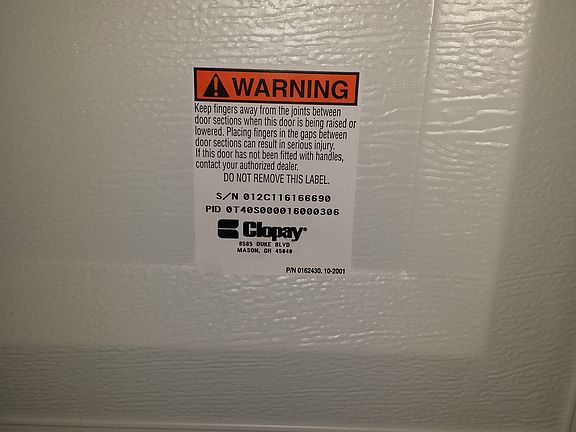 WARNING
Keep fingers away from the joints between
door sections when this door is being raised or
lowered. Placing fingers in the gaps between
door sections can result in serious injury.
If this door has not been fitted with handles,
contact your authorized dealer.
DO NOT REMOVE THIS LABEL.
S/N 012C116166690
PID 0T40S000016000306
Clopay®
8585 DUKE BLVD
MASON, OH 45040
P/N 0162430. 10-2001